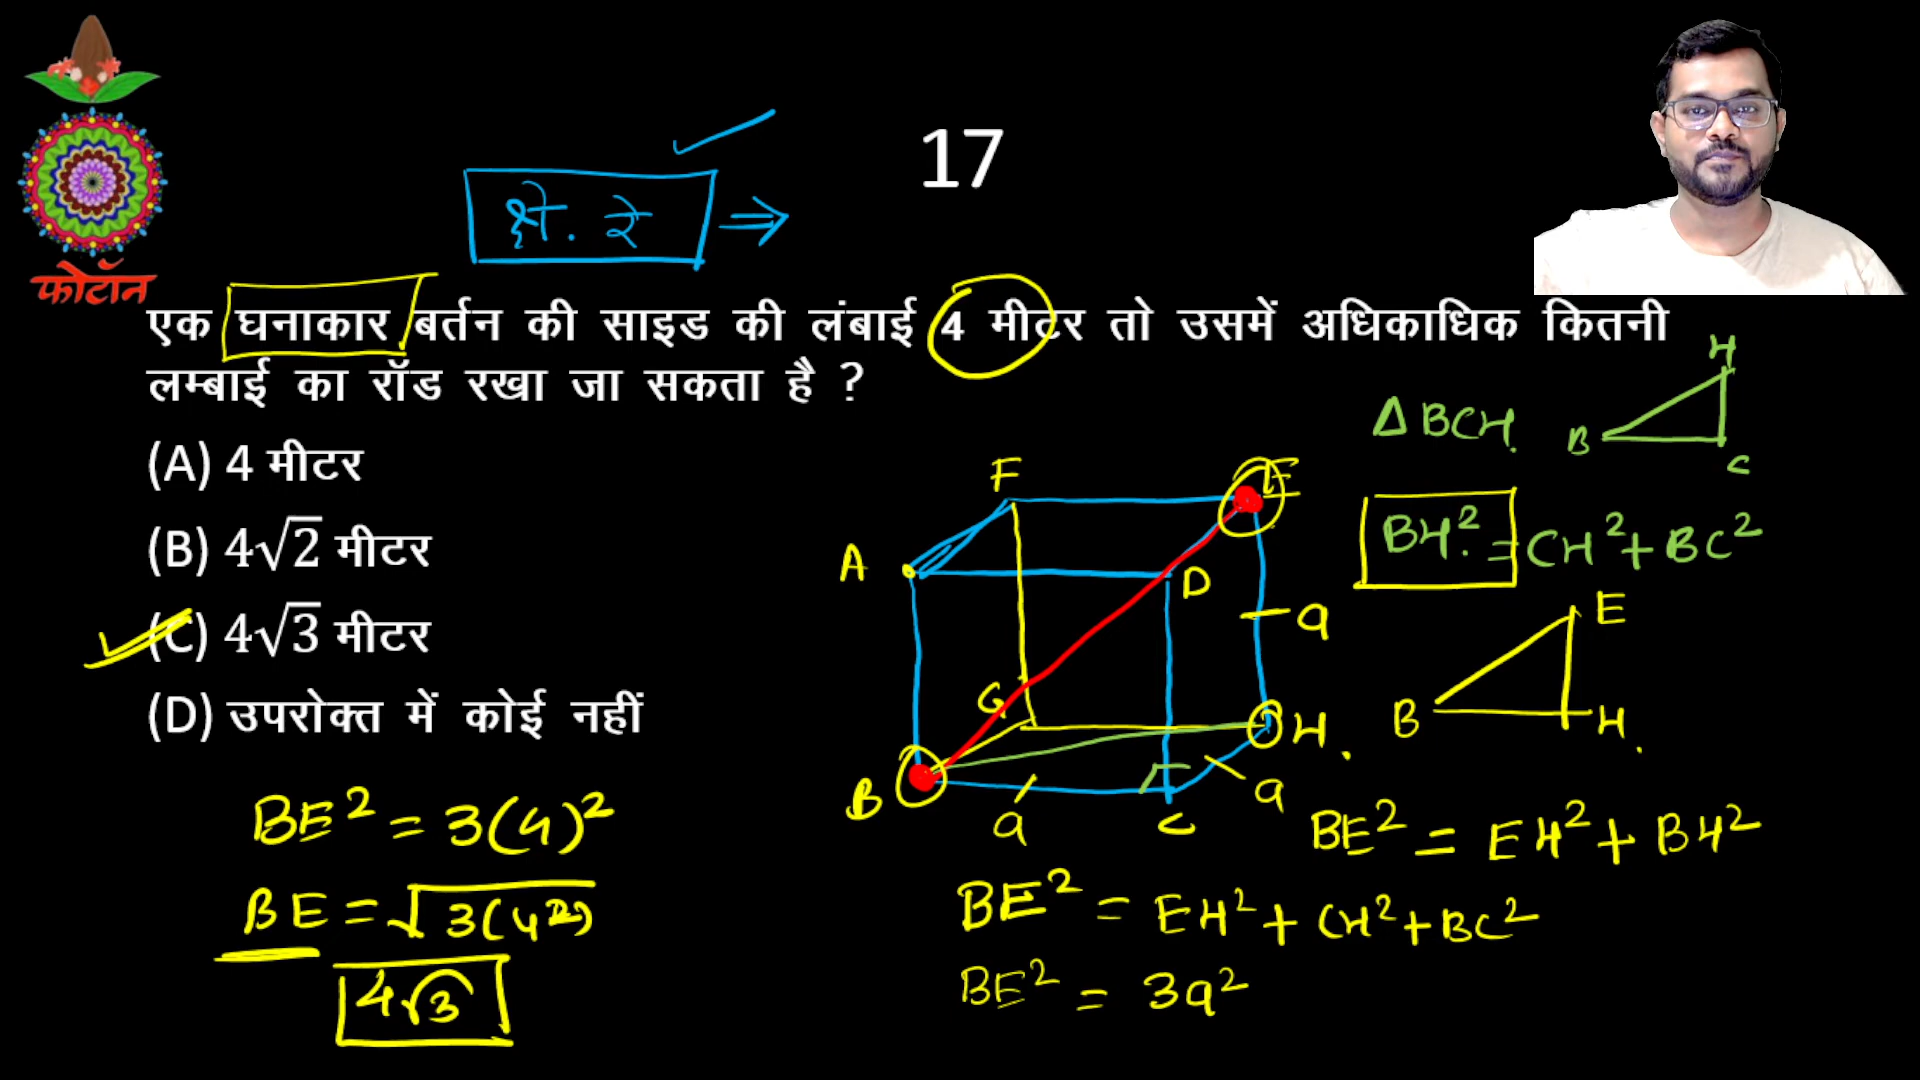 फोटॉन
17
क्षे. २ ⇒
एक घनाकार बर्तन की साइड की लंबाई 4 मीटर तो उसमें अधिकाधिक कितनी
लम्बाई का रॉड रखा जा सकता है ?
(A) 4 मीटर
(B) 4√2 मीटर
(C) 4√3 मीटर
(D) उपरोक्त में कोई नहीं
BE² = 3(4)²
BE = √3(4²)
4√3
F
E
A
D
a
G
H.
B
a
C
a
Δ BCH.
H
B
C
BH². = CH² + BC²
E
B
H.
BE² = EH² + BH²
BE² = EH² + CH² + BC²
BE² = 3a²